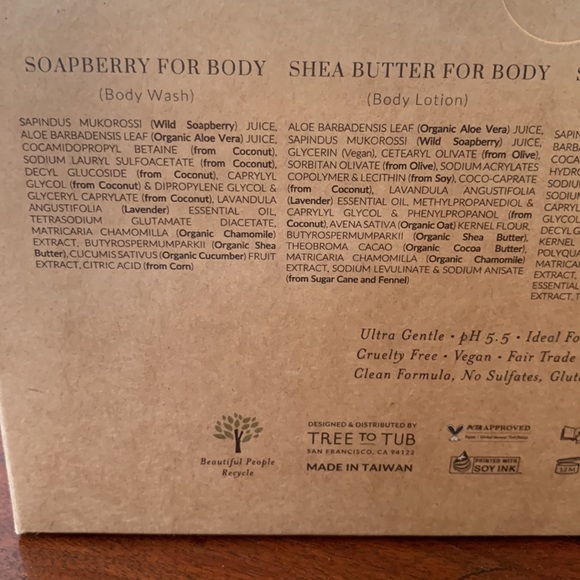 SOAPBERRY FOR BODY
(Body Wash)
SAPINDUS MUKOROSSI (Wild Soapberry) JUICE,
ALOE BARBADENSIS LEAF (Organic Aloe Vera) JUICE,
COCAMIDOPROPYL BETAINE (from Coconut),
SODIUM LAURYL SULFOACETATE (from Coconut),
DECYL GLUCOSIDE (from Coconut), CAPRYLYL
GLYCOL (from Coconut) & DIPROPYLENE GLYCOL &
GLYCERYL CAPRYLATE (from Coconut), LAVANDULA
ANGUSTIFOLIA (Lavender) ESSENTIAL OIL,
TETRASODIUM GLUTAMATE DIACETATE,
MATRICARIA CHAMOMILLA (Organic Chamomile)
EXTRACT, BUTYROSPERMUMPARKII (Organic Shea
Butter), CUCUMIS SATIVUS (Organic Cucumber) FRUIT
EXTRACT, CITRIC ACID (from Corn)
SHEA BUTTER FOR BODY
(Body Lotion)
ALOE BARBADENSIS LEAF (Organic Aloe Vera) JUICE,
SAPINDUS MUKOROSSI (Wild Soapberry) JUICE,
GLYCERIN (Vegan), CETEARYL OLIVATE (from Olive),
SORBITAN OLIVATE (from Olive), SODIUM ACRYLATES
COPOLYMER & LECITHIN (from Soy), COCO-CAPRATE
(from Coconut), LAVANDULA ANGUSTIFOLIA
(Lavender) ESSENTIAL OIL, METHYLPROPANEDIOL &
CAPRYLYL GLYCOL & PHENYLPROPANOL (from
Coconut), AVENA SATIVA (Organic Oat) KERNEL FLOUR,
BUTYROSPERMUMPARKII (Organic Shea Butter),
THEOBROMA CACAO (Organic Cocoa Butter),
MATRICARIA CHAMOMILLA (Organic Chamomile)
EXTRACT, SODIUM LEVULINATE & SODIUM ANISATE
(from Sugar Cane and Fennel)
KERNEL
EXTRACT,
Ultra Gentle • pH 5.5 • Ideal Fo
Cruelty Free • Vegan • Fair Trade
Clean Formula, No Sulfates, Glut
Beautiful People
Recycle
DESIGNED & DISTRIBUTED BY
TREE TO TUB
SAN FRANCISCO, CA 94122
MADE IN TAIWAN
APPROVED
PRINTED WITH
SOY INK
12 M